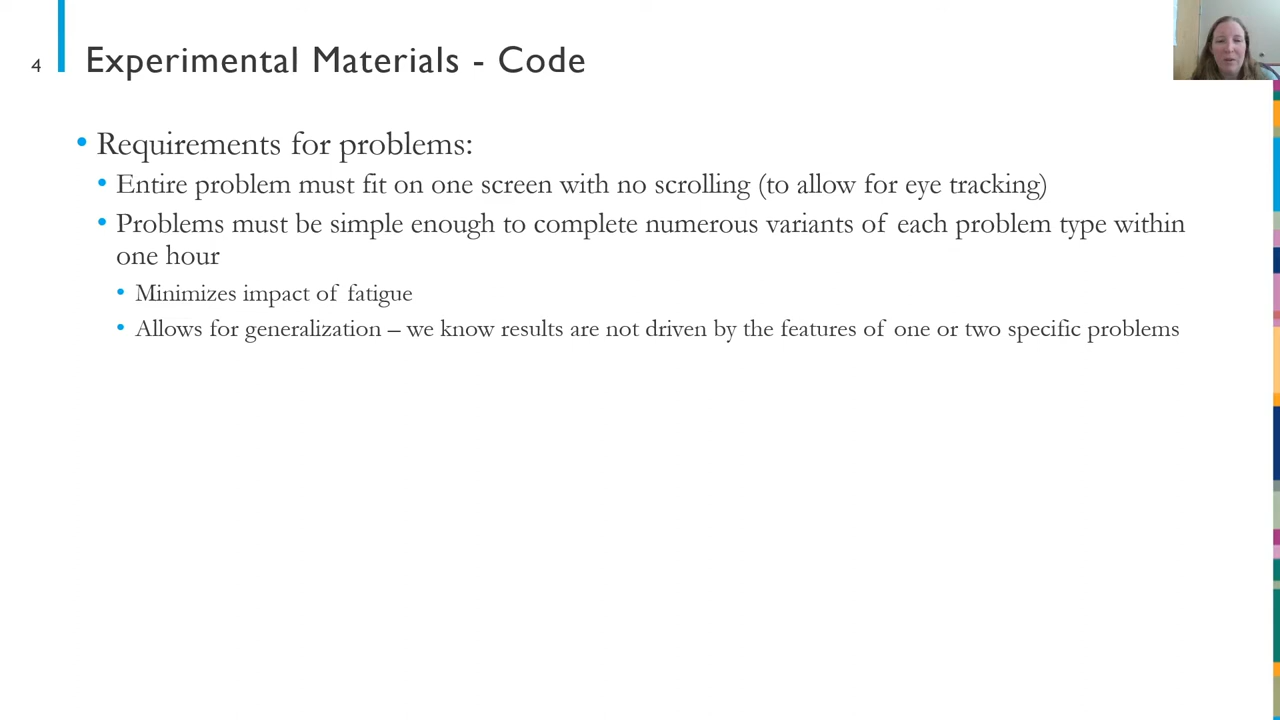 4
Experimental Materials - Code
• Requirements for problems:
• Entire problem must fit on one screen with no scrolling (to allow for eye tracking)
• Problems must be simple enough to complete numerous variants of each problem type within
one hour
• Minimizes impact of fatigue
• Allows for generalization – we know results are not driven by the features of one or two specific problems